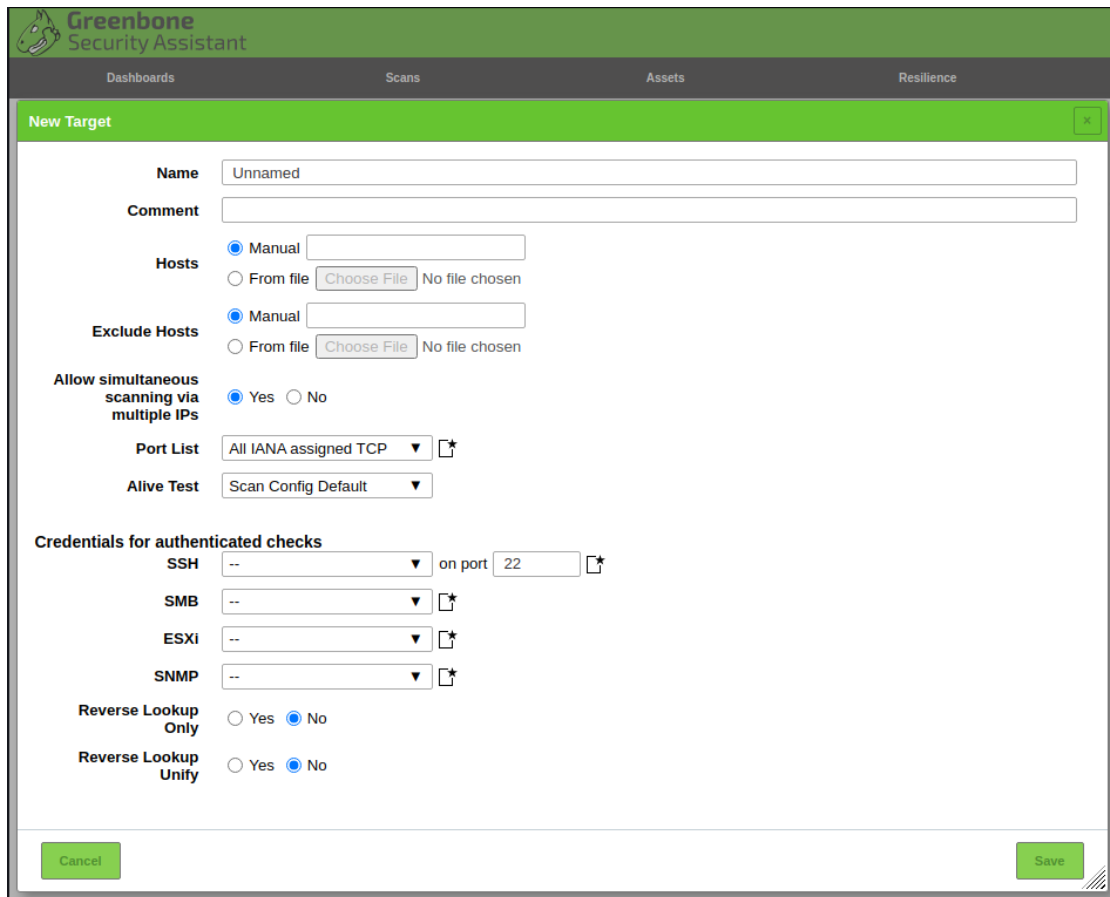 Greenbone
Security Assistant
Dashboards Scans Assets Resilience
New Target ×
Name Unnamed
Comment
Hosts Manual
From file Choose File No file chosen
Exclude Hosts Manual
From file Choose File No file chosen
Allow simultaneous
scanning via Yes No
multiple IPs
Port List All IANA assigned TCP ▼
Alive Test Scan Config Default ▼
Credentials for authenticated checks
SSH -- ▼ on port 22
SMB -- ▼
ESXi -- ▼
SNMP -- ▼
Reverse Lookup
Only Yes No
Reverse Lookup
Unify Yes No
Cancel Save